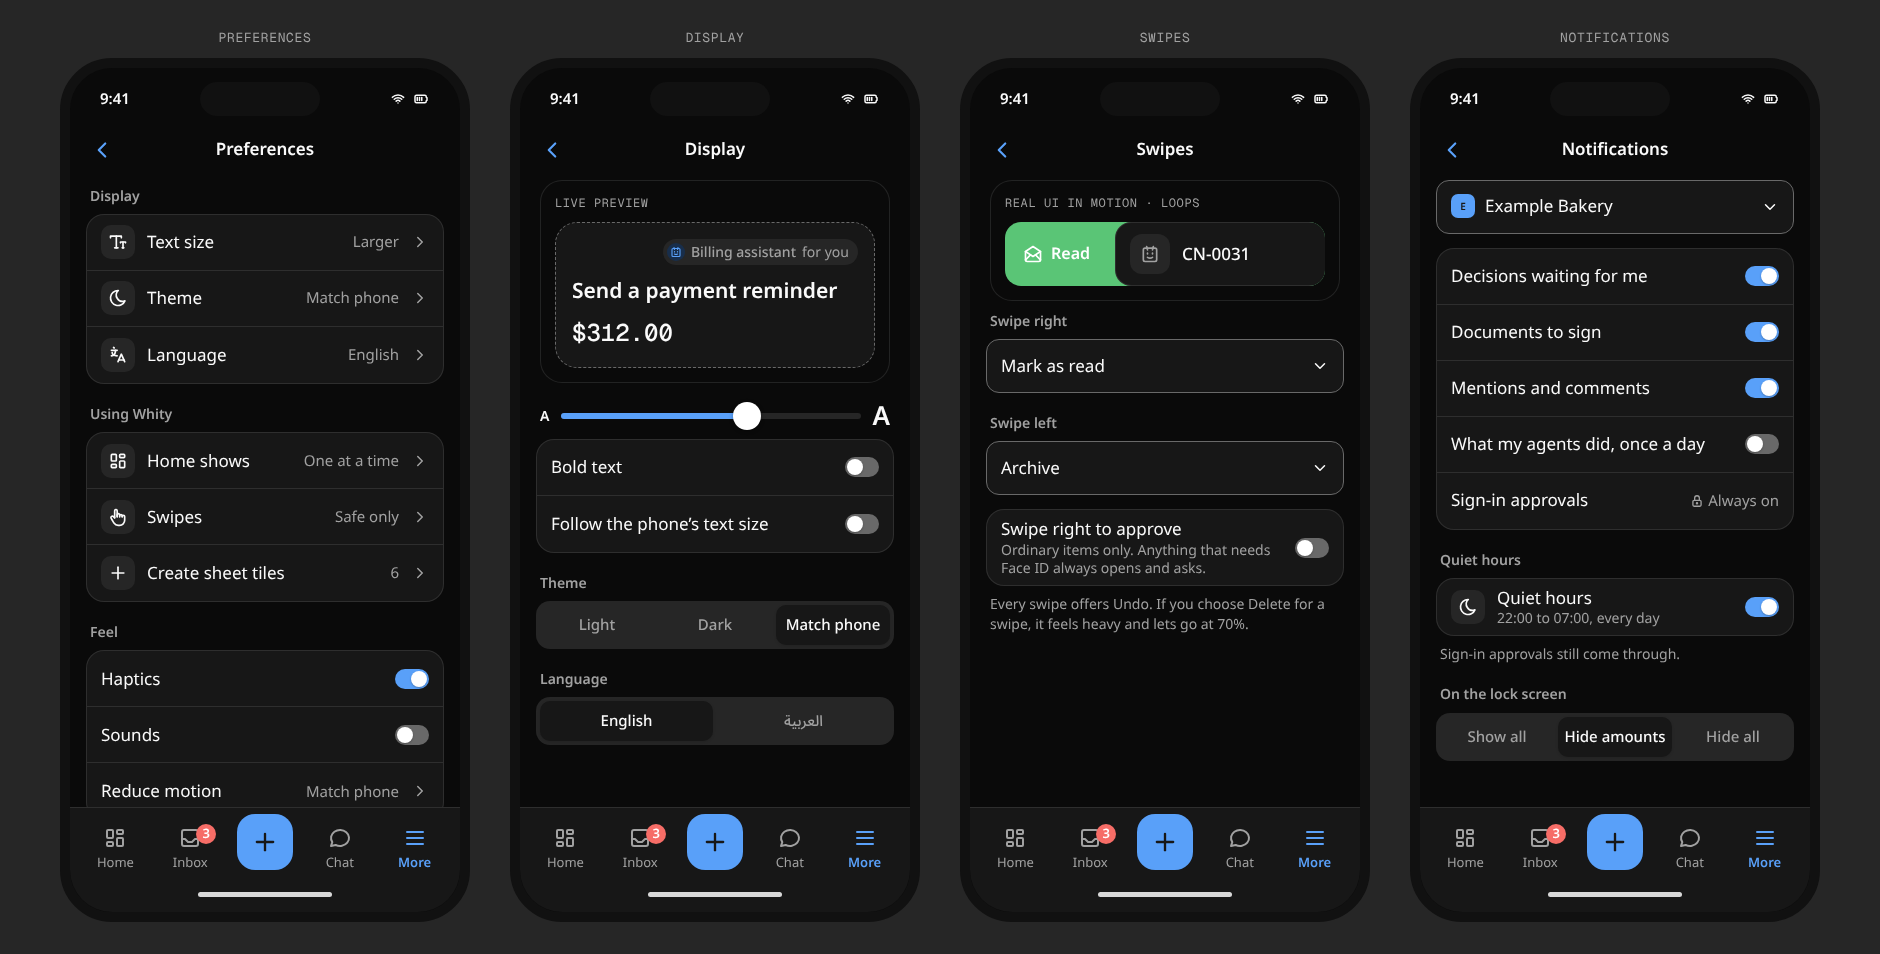 PREFERENCES
9:41
Preferences
Display
Text size Larger
Theme Match phone
Language English
Using Whity
Home shows One at a time
Swipes Safe only
Create sheet tiles 6
Feel
Haptics
Sounds
Reduce motion Match phone
Home Inbox 3 Chat More
DISPLAY
9:41
Display
LIVE PREVIEW
Billing assistant for you
Send a payment reminder
$312.00
A A
Bold text
Follow the phone’s text size
Theme
Light Dark Match phone
Language
English العربية
Home Inbox 3 Chat More
SWIPES
9:41
Swipes
REAL UI IN MOTION · LOOPS
Read CN-0031
Swipe right
Mark as read
Swipe left
Archive
Swipe right to approve
Ordinary items only. Anything that needs
Face ID always opens and asks.
Every swipe offers Undo. If you choose Delete for a
swipe, it feels heavy and lets go at 70%.
Home Inbox 3 Chat More
NOTIFICATIONS
9:41
Notifications
E Example Bakery
Decisions waiting for me
Documents to sign
Mentions and comments
What my agents did, once a day
Sign-in approvals Always on
Quiet hours
Quiet hours
22:00 to 07:00, every day
Sign-in approvals still come through.
On the lock screen
Show all Hide amounts Hide all
Home Inbox 3 Chat More